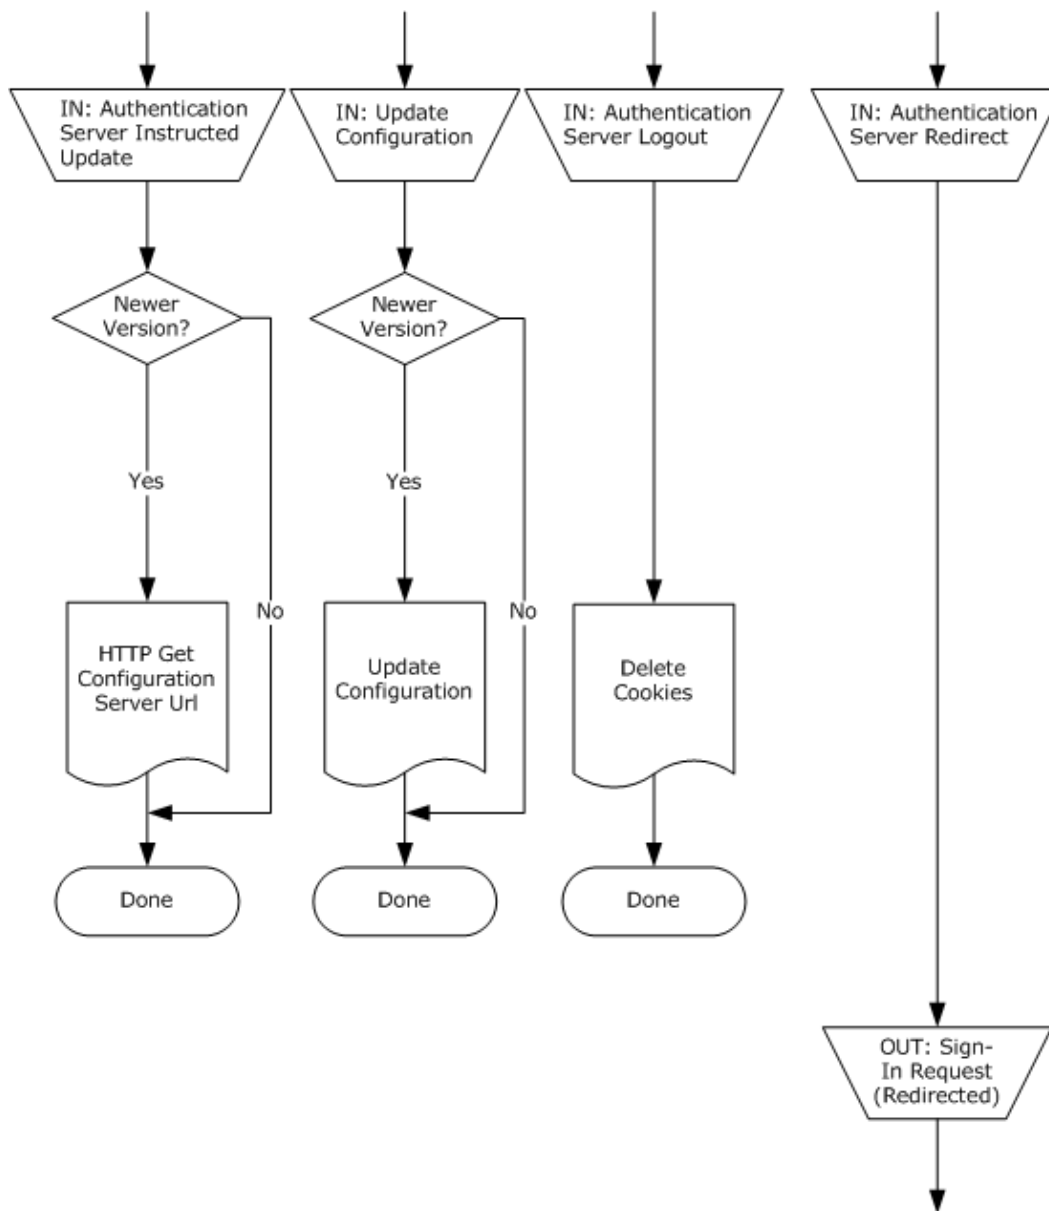 IN: Authentication
Server Instructed
Update
IN: Update
Configuration
IN: Authentication
Server Logout
IN: Authentication
Server Redirect
Newer
Version?
Newer
Version?
Yes
Yes
No
No
HTTP Get
Configuration
Server Url
Update
Configuration
Delete
Cookies
Done
Done
Done
OUT: Sign-
In Request
(Redirected)